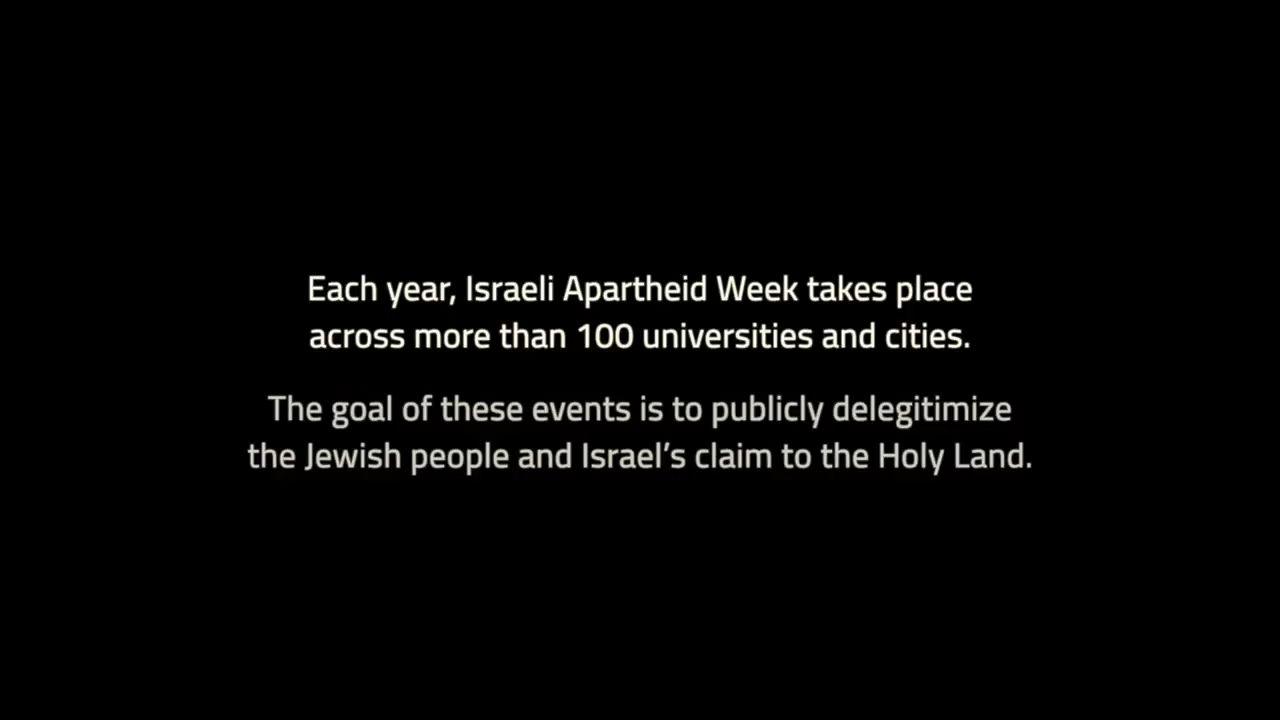 Each year, Israeli Apartheid Week takes place
across more than 100 universities and cities.
The goal of these events is to publicly delegitimize
the Jewish people and Israel’s claim to the Holy Land.